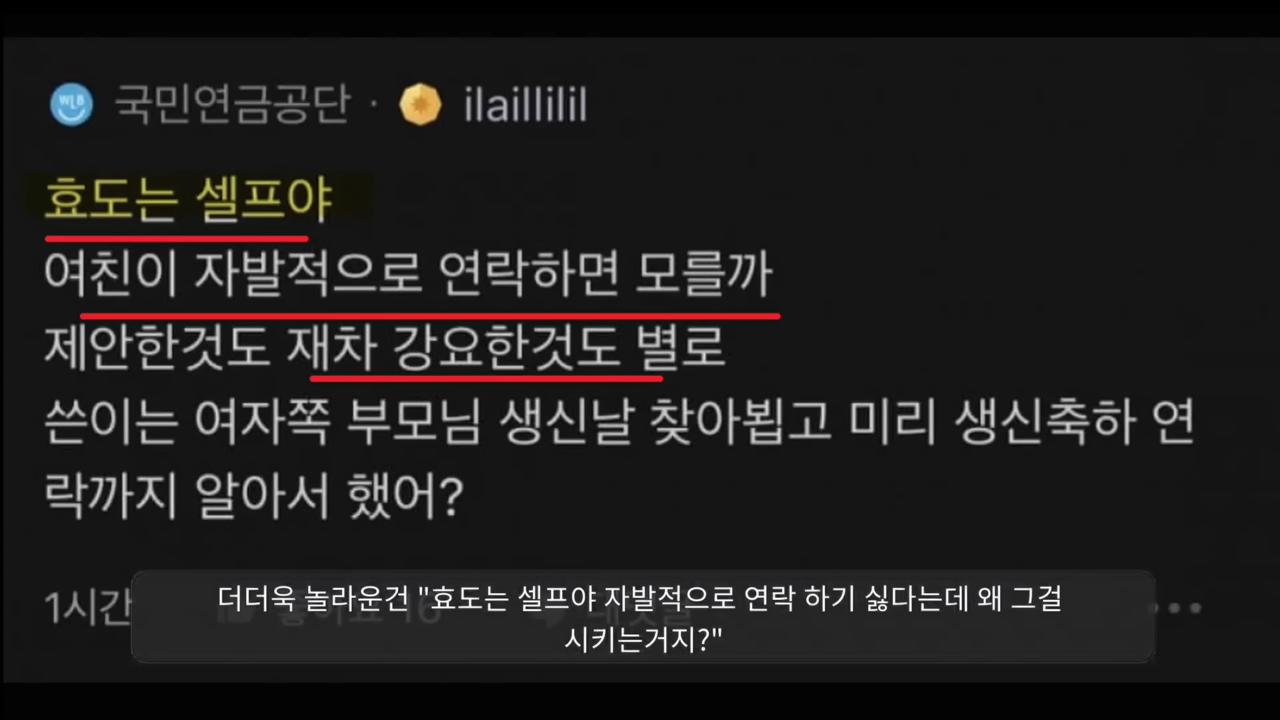 WLB 국민연금공단 · ilaillilil
효도는 셀프야
여친이 자발적으로 연락하면 모를까
제안한것도 재차 강요한것도 별로
쓴이는 여자쪽 부모님 생신날 찾아뵙고 미리 생신축하 연
락까지 알아서 했어?
1시간
더더욱 놀라운건 "효도는 셀프야 자발적으로 연락 하기 싫다는데 왜 그걸
시키는거지?"